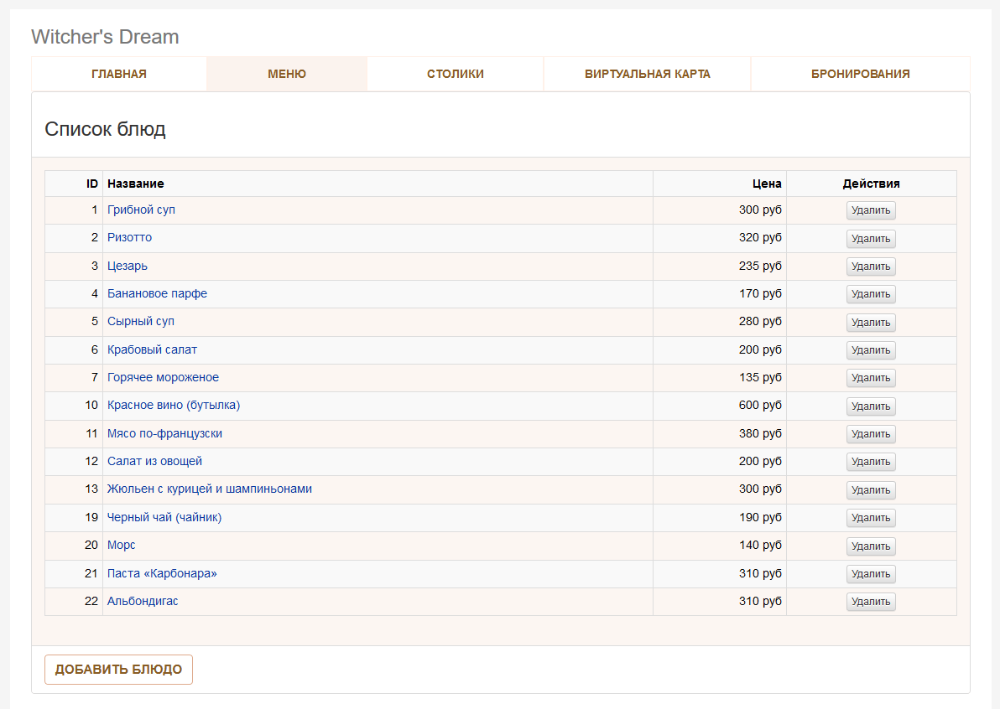 Witcher's Dream
ГЛАВНАЯ МЕНЮ СТОЛИКИ ВИРТУАЛЬНАЯ КАРТА БРОНИРОВАНИЯ
Список блюд
ID Название Цена Действия
1 Грибной суп 300 руб Удалить
2 Ризотто 320 руб Удалить
3 Цезарь 235 руб Удалить
4 Банановое парфе 170 руб Удалить
5 Сырный суп 280 руб Удалить
6 Крабовый салат 200 руб Удалить
7 Горячее мороженое 135 руб Удалить
10 Красное вино (бутылка) 600 руб Удалить
11 Мясо по-французски 380 руб Удалить
12 Салат из овощей 200 руб Удалить
13 Жюльен с курицей и шампиньонами 300 руб Удалить
19 Черный чай (чайник) 190 руб Удалить
20 Морс 140 руб Удалить
21 Паста «Карбонара» 310 руб Удалить
22 Альбондигас 310 руб Удалить
ДОБАВИТЬ БЛЮДО